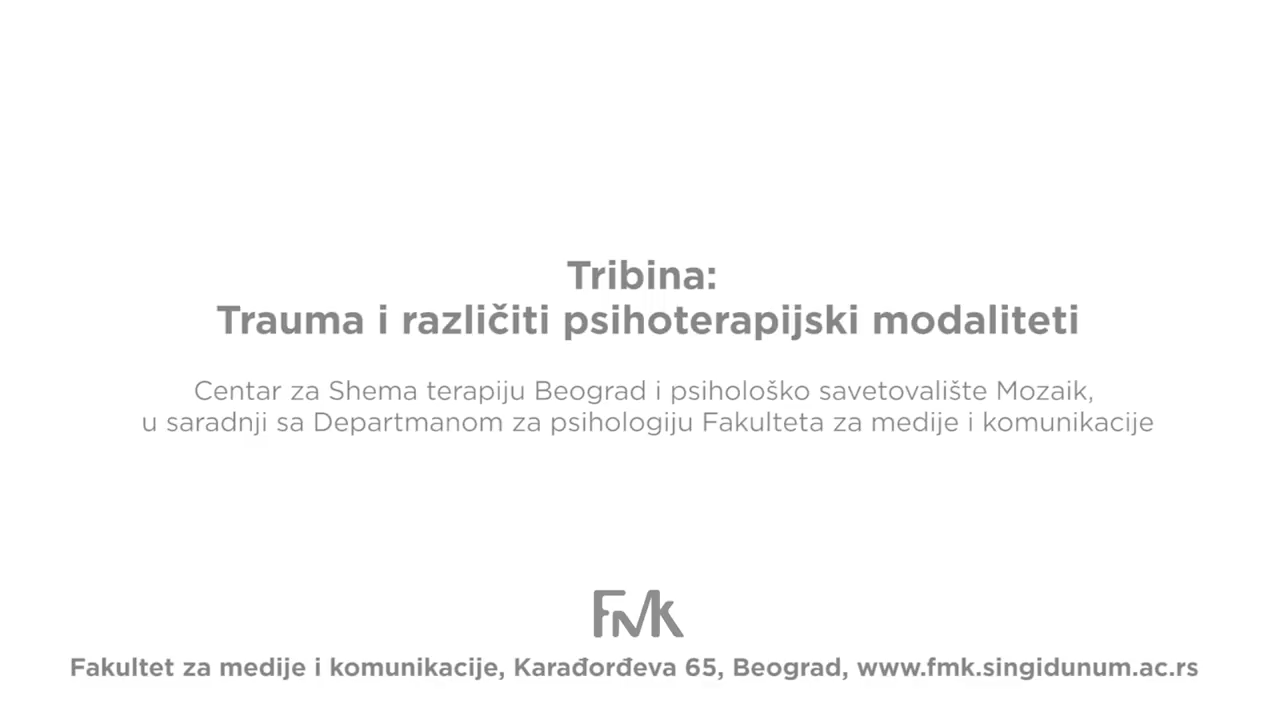 Tribina:
Trauma i različiti psihoterapijski modaliteti
Centar za Shema terapiju Beograd i psihološko savetovalište Mozaik,
u saradnji sa Departmanom za psihologiju Fakulteta za medije i komunikacije
FMK
Fakultet za medije i komunikacije, Karađorđeva 65, Beograd, www.fmk.singidunum.ac.rs